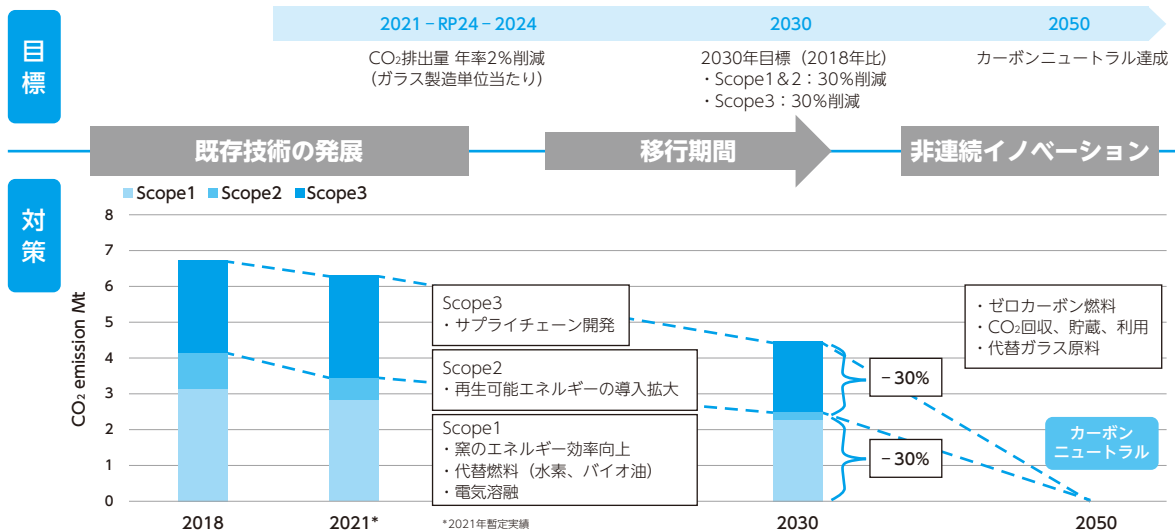 目標
2021 – RP24 – 2024
2030
2050
CO₂排出量 年率2%削減
(ガラス製造単位当たり)
2030年目標（2018年比）
・Scope1&2：30%削減
・Scope3：30%削減
カーボンニュートラル達成
既存技術の発展
移行期間
非連続イノベーション
対策
Scope1
Scope2
Scope3
CO₂ emission Mt
8
7
6
5
4
3
2
1
0
Scope3
・サプライチェーン開発
Scope2
・再生可能エネルギーの導入拡大
Scope1
・窯のエネルギー効率向上
・代替燃料（水素、バイオ油）
・電気溶融
－30%
－30%
・ゼロカーボン燃料
・CO₂回収、貯蔵、利用
・代替ガラス原料
カーボン
ニュートラル
2018
2021*
*2021年暫定実績
2030
2050